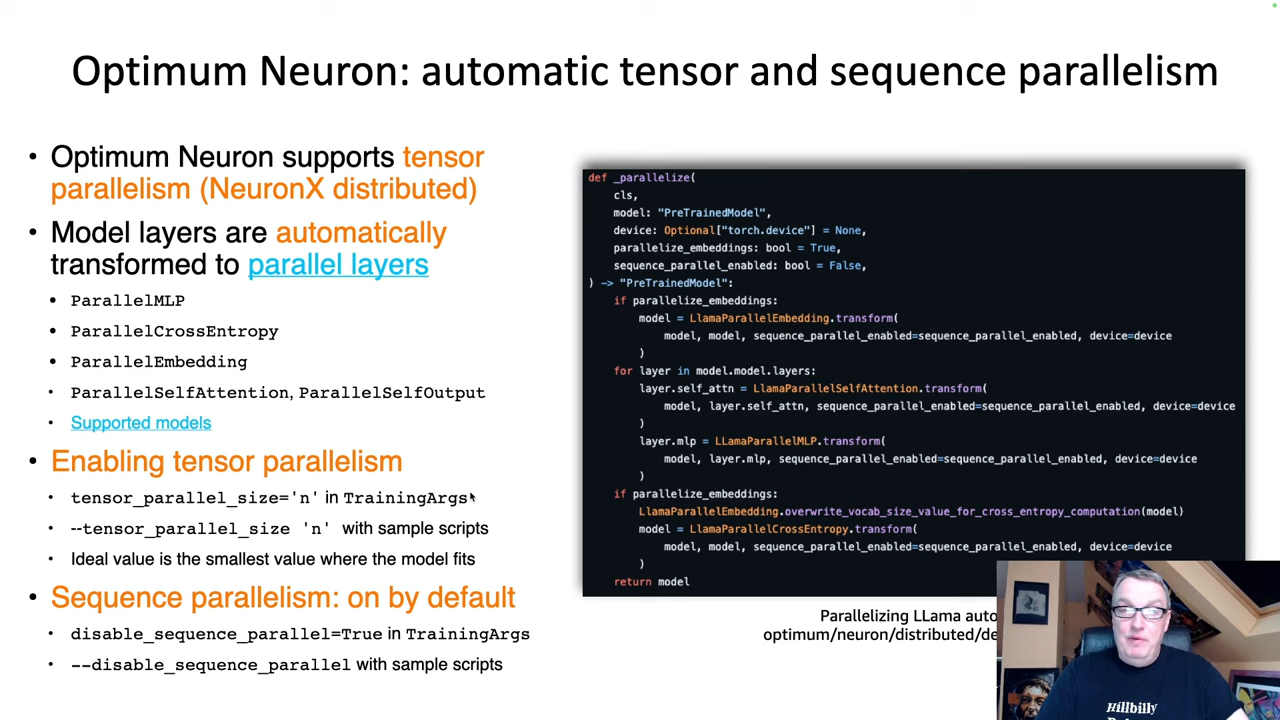 Optimum Neuron: automatic tensor and sequence parallelism
• Optimum Neuron supports tensor
parallelism (NeuronX distributed)
• Model layers are automatically
transformed to parallel layers
• ParallelMLP
• ParallelCrossEntropy
• ParallelEmbedding
• ParallelSelfAttention, ParallelSelfOutput
• Supported models
• Enabling tensor parallelism
• tensor_parallel_size='n' in TrainingArgs
• --tensor_parallel_size 'n' with sample scripts
• Ideal value is the smallest value where the model fits
• Sequence parallelism: on by default
• disable_sequence_parallel=True in TrainingArgs
• --disable_sequence_parallel with sample scripts
def _parallelize(
cls,
model: "PreTrainedModel",
device: Optional["torch.device"] = None,
parallelize_embeddings: bool = True,
sequence_parallel_enabled: bool = False,
) -> "PreTrainedModel":
if parallelize_embeddings:
model = LlamaParallelEmbedding.transform(
model, model, sequence_parallel_enabled=sequence_parallel_enabled, device=device
)
for layer in model.model.layers:
layer.self_attn = LlamaParallelSelfAttention.transform(
model, layer.self_attn, sequence_parallel_enabled=sequence_parallel_enabled, device=device
)
layer.mlp = LLamaParallelMLP.transform(
model, layer.mlp, sequence_parallel_enabled=sequence_parallel_enabled, device=device
)
if parallelize_embeddings:
LlamaParallelEmbedding.overwrite_vocab_size_value_for_cross_entropy_computation(model)
model = LlamaParallelCrossEntropy.transform(
model, model, sequence_parallel_enabled=sequence_parallel_enabled, device=device
)
return model
Parallelizing LLama auto
optimum/neuron/distributed/de
Hillbilly